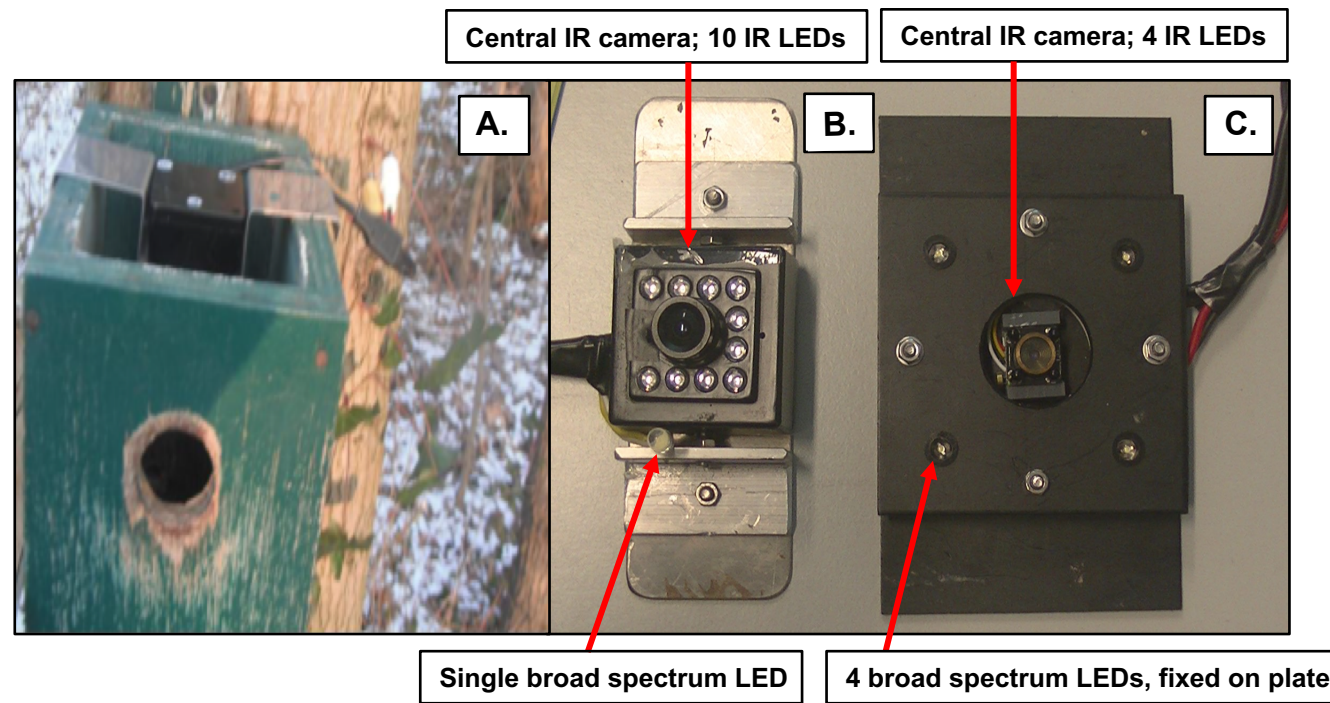 Central IR camera; 10 IR LEDs
Central IR camera; 4 IR LEDs
A.
B.
C.
Single broad spectrum LED
4 broad spectrum LEDs, fixed on plate